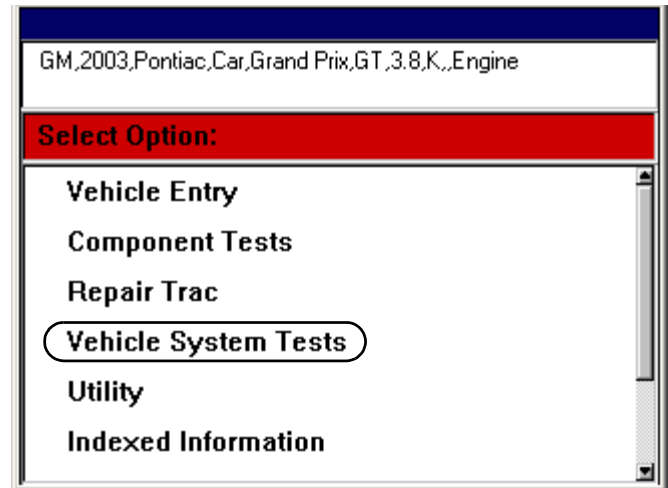 GM,2003,Pontiac,Car,Grand Prix,GT,3.8,K,,Engine
Select Option:
Vehicle Entry
Component Tests
Repair Trac
Vehicle System Tests
Utility
Indexed Information